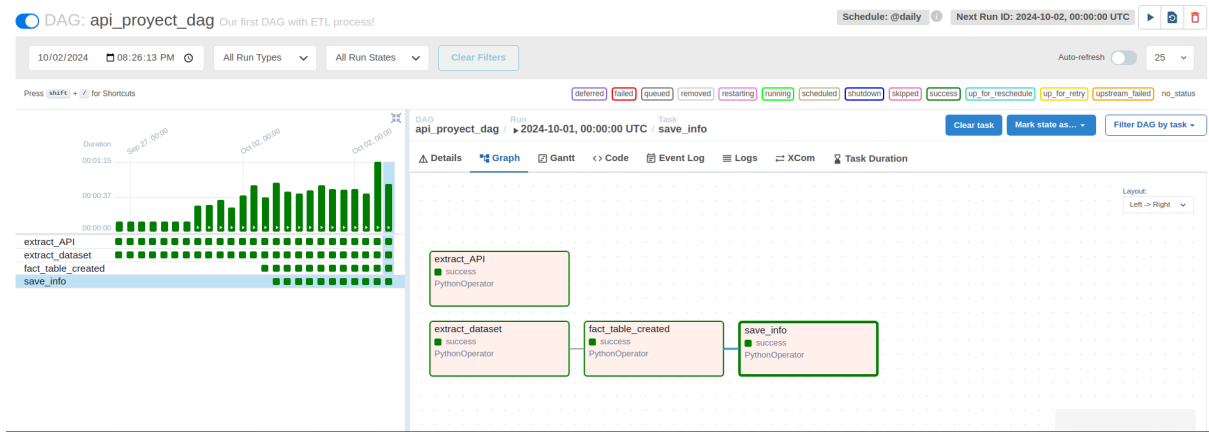 DAG: api_proyect_dag Our first DAG with ETL process!
Schedule: @daily
Next Run ID: 2024-10-02, 00:00:00 UTC
10/02/2024 08:26:13 PM
All Run Types
All Run States
Clear Filters
Auto-refresh
25
Press shift + / for Shortcuts
deferred failed queued removed restarting running scheduled shutdown skipped success up_for_reschedule up_for_retry upstream_failed no_status
Duration
Sep 27, 00:00
Oct 02, 00:00
Oct 02, 00:00
00:01:15
00:00:37
00:00:00
extract_API
extract_dataset
fact_table_created
save_info
DAG Run Task
api_proyect_dag / 2024-10-01, 00:00:00 UTC / save_info
Clear task
Mark state as...
Filter DAG by task
Details Graph Gantt Code Event Log Logs XCom Task Duration
Layout:
Left -> Right
extract_API
success
PythonOperator
extract_dataset
success
PythonOperator
fact_table_created
success
PythonOperator
save_info
success
PythonOperator